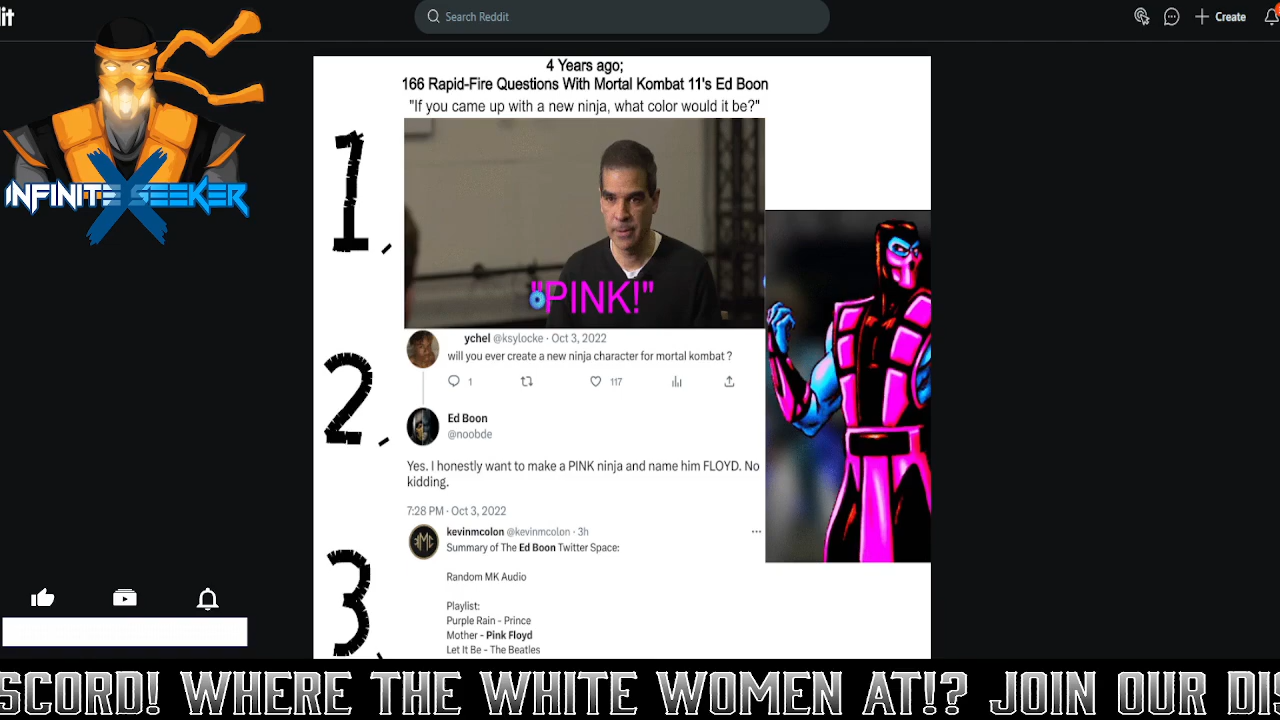 it
Search Reddit
Create
INFINITE X SEEKER
4 Years ago;
166 Rapid-Fire Questions With Mortal Kombat 11's Ed Boon
"If you came up with a new ninja, what color would it be?"
1.
"PINK!"
2.
ychel @ksylocke · Oct 3, 2022
will you ever create a new ninja character for mortal kombat ?
1
117
Ed Boon
@noobde
Yes. I honestly want to make a PINK ninja and name him FLOYD. No
kidding.
7:28 PM · Oct 3, 2022
3.
kevinmcolon @kevinmcolon · 3h
Summary of The Ed Boon Twitter Space:
Random MK Audio
Playlist:
Purple Rain - Prince
Mother - Pink Floyd
Let It Be - The Beatles
SCORD! WHERE THE WHITE WOMEN AT!? JOIN OUR DIS